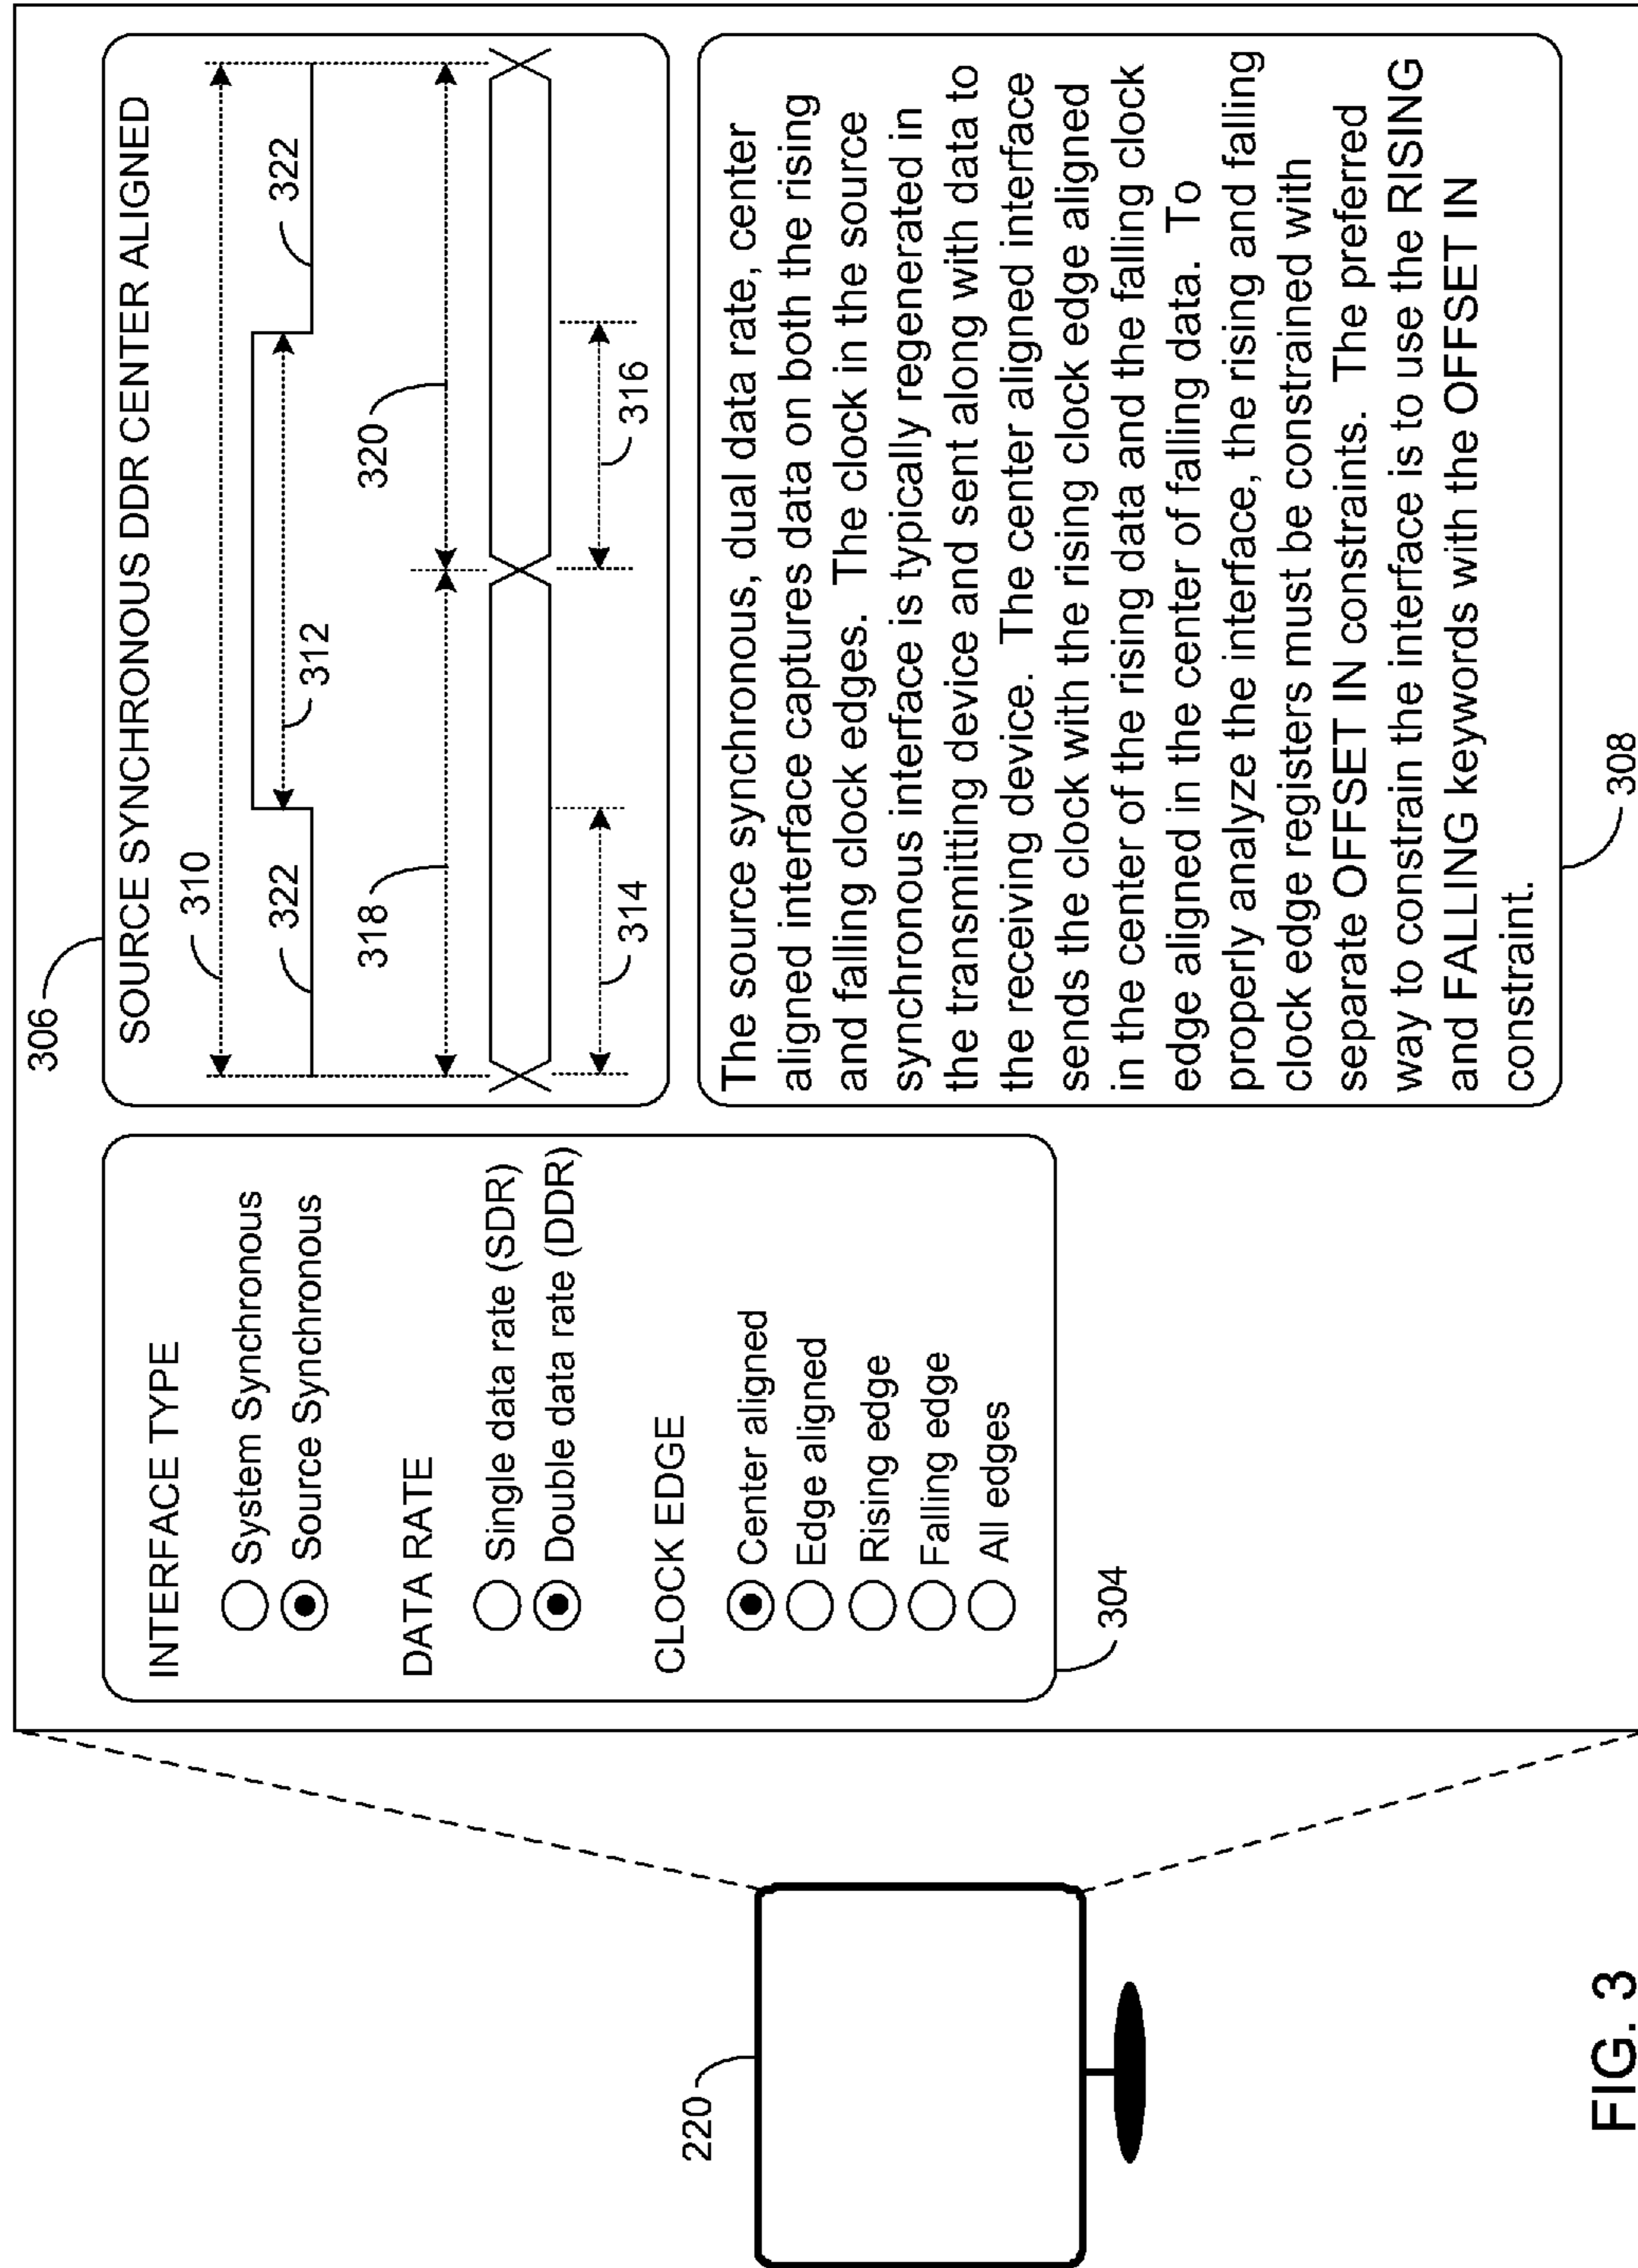 306
SOURCE SYNCHRONOUS DDR CENTER ALIGNED
310
322
312
322
318
320
314
316
INTERFACE TYPE
System Synchronous
Source Synchronous
DATA RATE
Single data rate (SDR)
Double data rate (DDR)
CLOCK EDGE
Center aligned
Edge aligned
Rising edge
Falling edge
All edges
304
The source synchronous, dual data rate, center
aligned interface captures data on both the rising
and falling clock edges. The clock in the source
synchronous interface is typically regenerated in
the transmitting device and sent along with data to
the receiving device. The center aligned interface
sends the clock with the rising clock edge aligned
in the center of the rising data and the falling clock
edge aligned in the center of falling data. To
properly analyze the interface, the rising and falling
clock edge registers must be constrained with
separate OFFSET IN constraints. The preferred
way to constrain the interface is to use the RISING
and FALLING keywords with the OFFSET IN
constraint.
308
220
FIG. 3